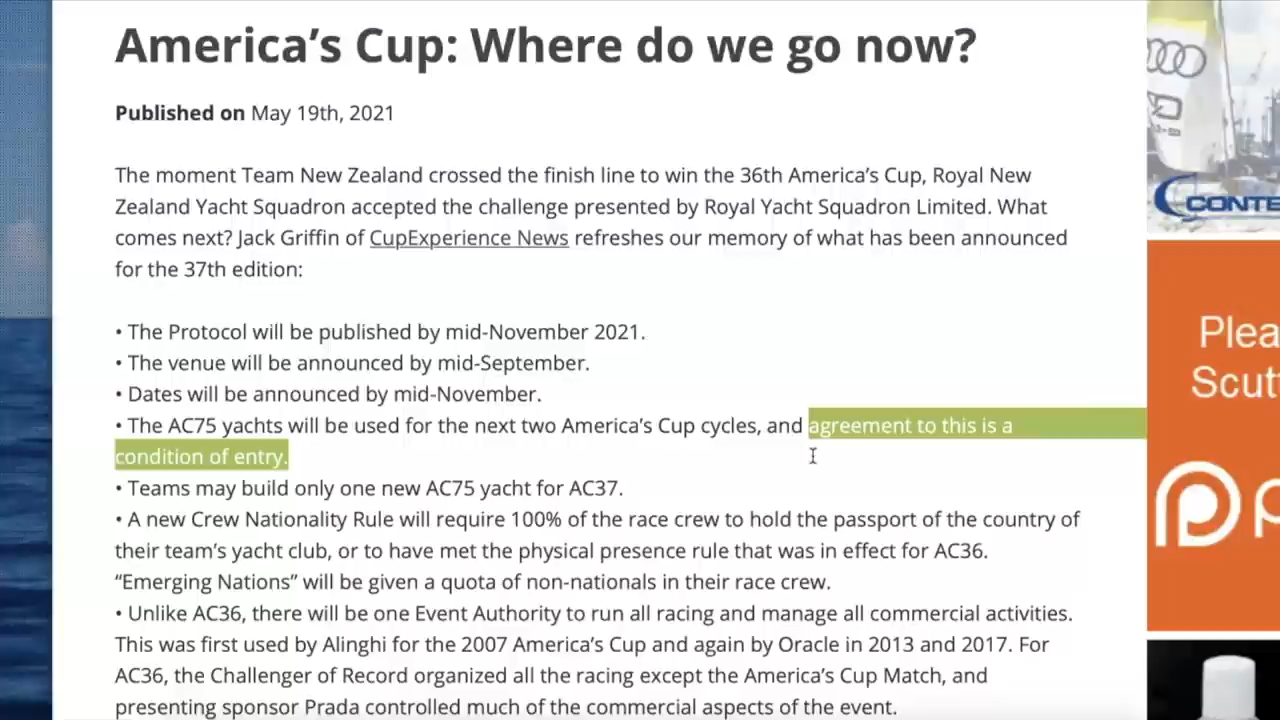 America’s Cup: Where do we go now?
Published on May 19th, 2021
The moment Team New Zealand crossed the finish line to win the 36th America’s Cup, Royal New
Zealand Yacht Squadron accepted the challenge presented by Royal Yacht Squadron Limited. What
comes next? Jack Griffin of CupExperience News refreshes our memory of what has been announced
for the 37th edition:
• The Protocol will be published by mid-November 2021.
• The venue will be announced by mid-September.
• Dates will be announced by mid-November.
• The AC75 yachts will be used for the next two America’s Cup cycles, and agreement to this is a
condition of entry.
• Teams may build only one new AC75 yacht for AC37.
• A new Crew Nationality Rule will require 100% of the race crew to hold the passport of the country of
their team’s yacht club, or to have met the physical presence rule that was in effect for AC36.
“Emerging Nations” will be given a quota of non-nationals in their race crew.
• Unlike AC36, there will be one Event Authority to run all racing and manage all commercial activities.
This was first used by Alinghi for the 2007 America’s Cup and again by Oracle in 2013 and 2017. For
AC36, the Challenger of Record organized all the racing except the America’s Cup Match, and
presenting sponsor Prada controlled much of the commercial aspects of the event.
CONTE
Plea
Scutt